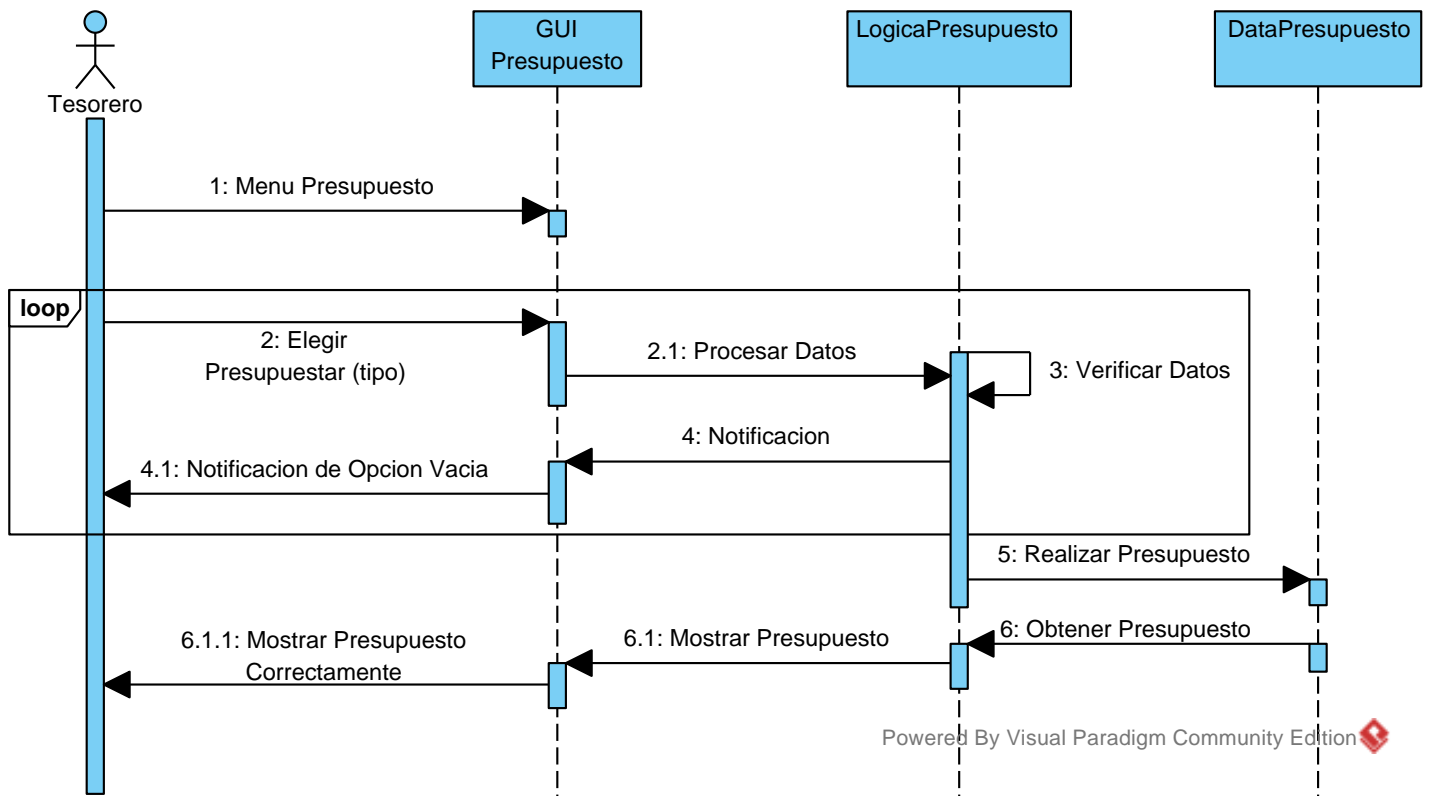 GUI
Presupuesto
LogicaPresupuesto
DataPresupuesto
Tesorero
1: Menu Presupuesto
loop
2: Elegir
Presupuestar (tipo)
2.1: Procesar Datos
3: Verificar Datos
4: Notificacion
4.1: Notificacion de Opcion Vacia
5: Realizar Presupuesto
6: Obtener Presupuesto
6.1: Mostrar Presupuesto
6.1.1: Mostrar Presupuesto
Correctamente
Powered By Visual Paradigm Community Edition